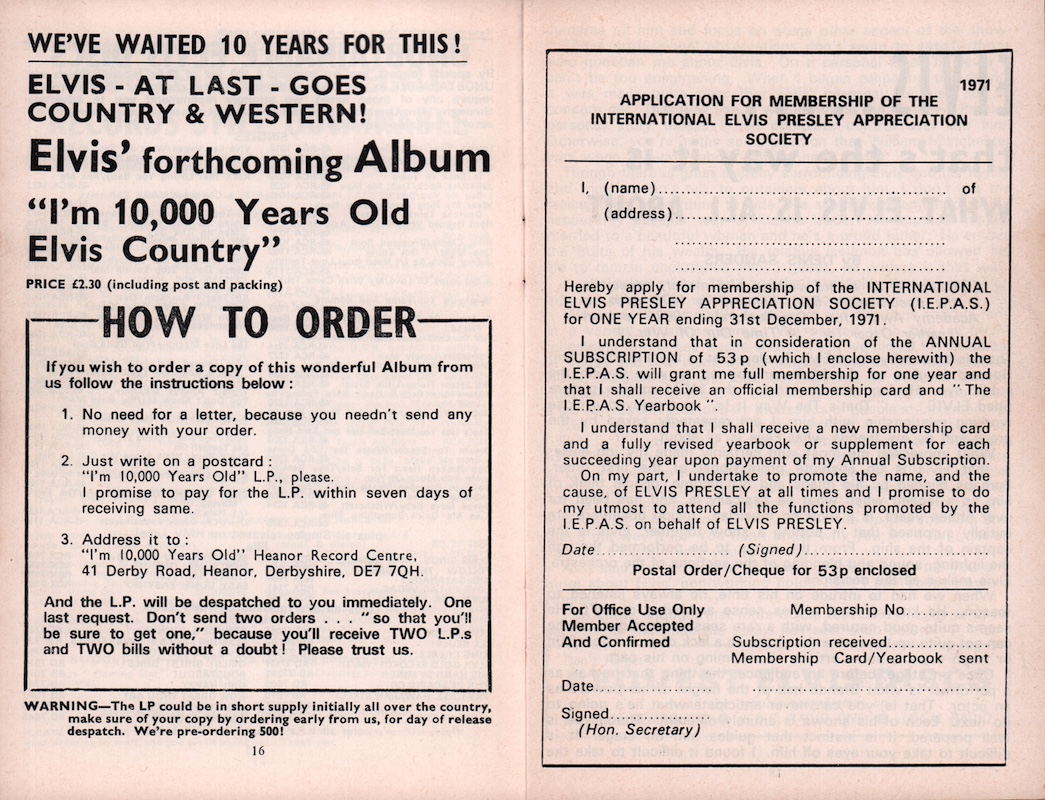 WE'VE WAITED 10 YEARS FOR THIS!
ELVIS - AT LAST - GOES
COUNTRY & WESTERN!
Elvis' forthcoming Album
"I'm 10,000 Years Old
Elvis Country"
PRICE £2.30 (including post and packing)
HOW TO ORDER
If you wish to order a copy of this wonderful Album from
us follow the instructions below :
1. No need for a letter, because you needn't send any
money with your order.
2. Just write on a postcard :
"I'm 10,000 Years Old" L.P., please.
I promise to pay for the L.P. within seven days of
receiving same.
3. Address it to :
"I'm 10,000 Years Old" Heanor Record Centre,
41 Derby Road, Heanor, Derbyshire, DE7 7QH.
And the L.P. will be despatched to you immediately. One
last request. Don't send two orders . . . "so that you'll
be sure to get one," because you'll receive TWO L.P.s
and TWO bills without a doubt! Please trust us.
WARNING—The LP could be in short supply initially all over the country,
make sure of your copy by ordering early from us, for day of release
despatch. We're pre-ordering 500!
16
1971
APPLICATION FOR MEMBERSHIP OF THE
INTERNATIONAL ELVIS PRESLEY APPRECIATION
SOCIETY
I, (name).................................................. of
(address)..................................................
..................................................
..................................................
Hereby apply for membership of the INTERNATIONAL
ELVIS PRESLEY APPRECIATION SOCIETY (I.E.P.A.S.)
for ONE YEAR ending 31st December, 1971.
I understand that in consideration of the ANNUAL
SUBSCRIPTION of 53p (which I enclose herewith) the
I.E.P.A.S. will grant me full membership for one year and
that I shall receive an official membership card and "The
I.E.P.A.S. Yearbook".
I understand that I shall receive a new membership card
and a fully revised yearbook or supplement for each
succeeding year upon payment of my Annual Subscription.
On my part, I undertake to promote the name, and the
cause, of ELVIS PRESLEY at all times and I promise to do
my utmost to attend all the functions promoted by the
I.E.P.A.S. on behalf of ELVIS PRESLEY.
Date........................ (Signed)................................
Postal Order/Cheque for 53p enclosed
For Office Use Only Membership No...............
Member Accepted
And Confirmed Subscription received..................
Membership Card/Yearbook sent
Date.......................................................................
Signed..................
(Hon. Secretary)